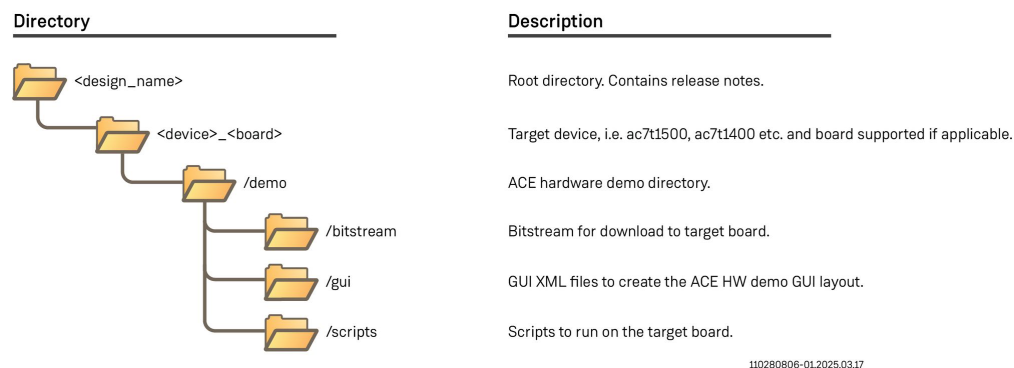 Directory Description
<design_name> Root directory. Contains release notes.
<device>_<board> Target device, i.e. ac7t1500, ac7t1400 etc. and board supported if applicable.
/demo ACE hardware demo directory.
/bitstream Bitstream for download to target board.
/gui GUI XML files to create the ACE HW demo GUI layout.
/scripts Scripts to run on the target board.
110280806-01.2025.03.17